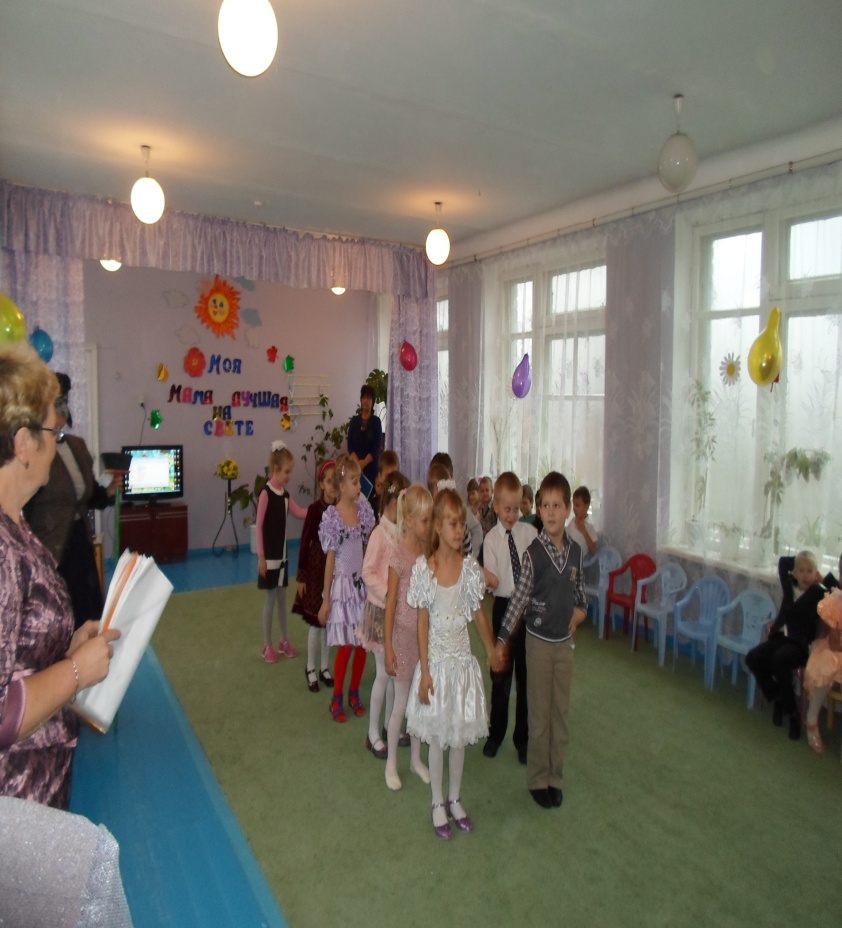 Моя
Мама лучшая
на
свете